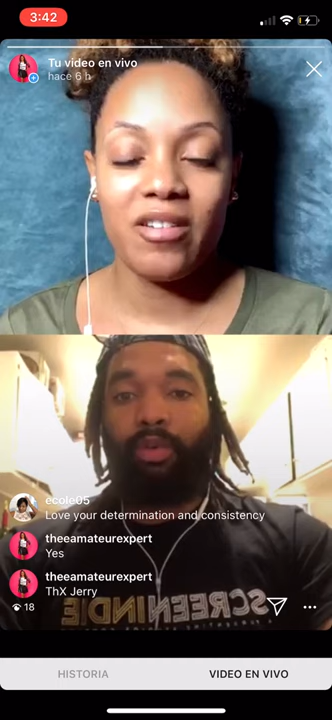 3:42
Tu video en vivo
hace 6 h
ecole05
Love your determination and consistency
theeamateurexpert
Yes
theeamateurexpert
ThX Jerry
18
SCREENINDIE
HISTORIA
VIDEO EN VIVO